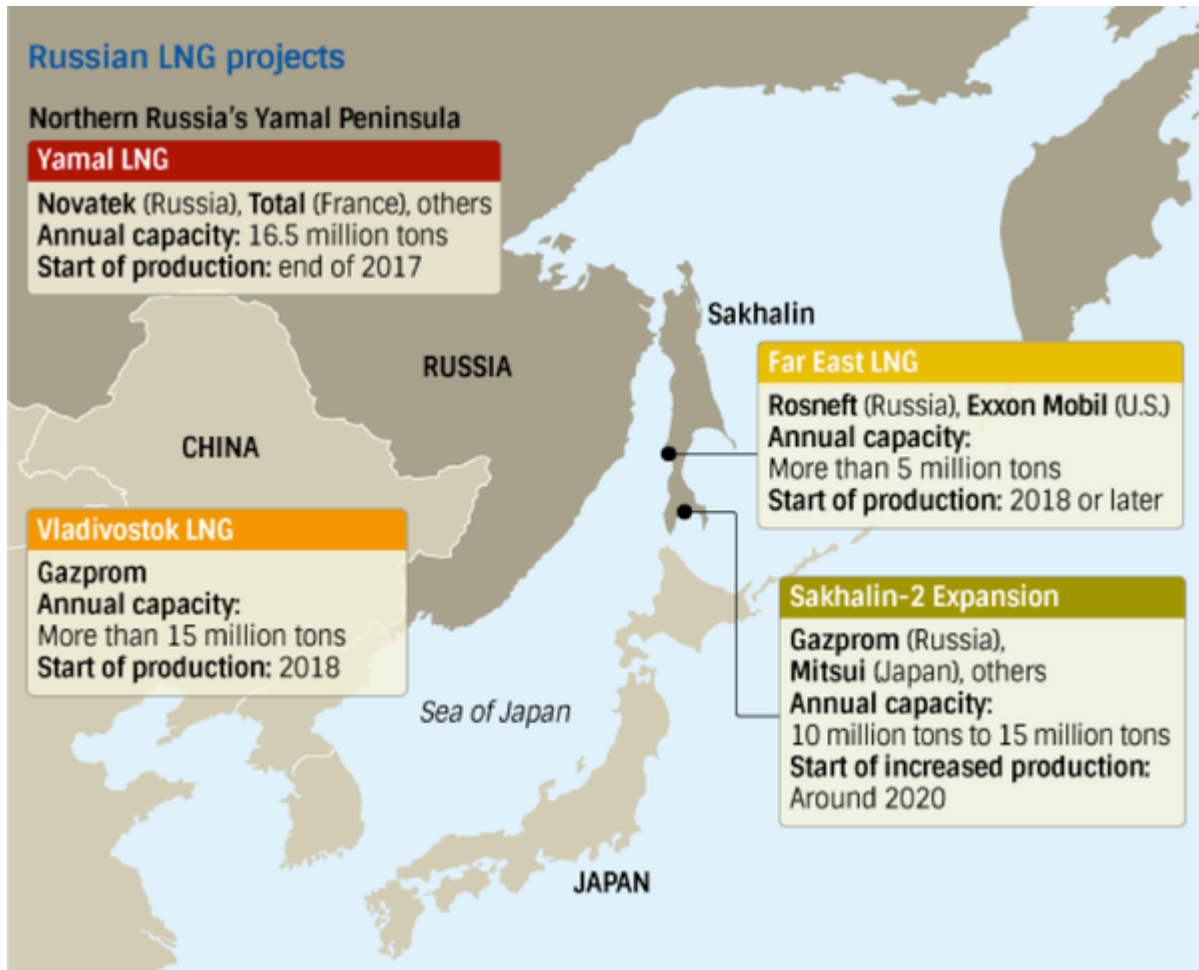 Russian LNG projects
Northern Russia's Yamal Peninsula
Yamal LNG
Novatek (Russia), Total (France), others
Annual capacity: 16.5 million tons
Start of production: end of 2017
Sakhalin
RUSSIA
Far East LNG
Rosneft (Russia), Exxon Mobil (U.S.)
Annual capacity:
More than 5 million tons
Start of production: 2018 or later
CHINA
Vladivostok LNG
Gazprom
Annual capacity:
More than 15 million tons
Start of production: 2018
Sakhalin-2 Expansion
Gazprom (Russia),
Mitsui (Japan), others
Annual capacity:
10 million tons to 15 million tons
Start of increased production:
Around 2020
Sea of Japan
JAPAN